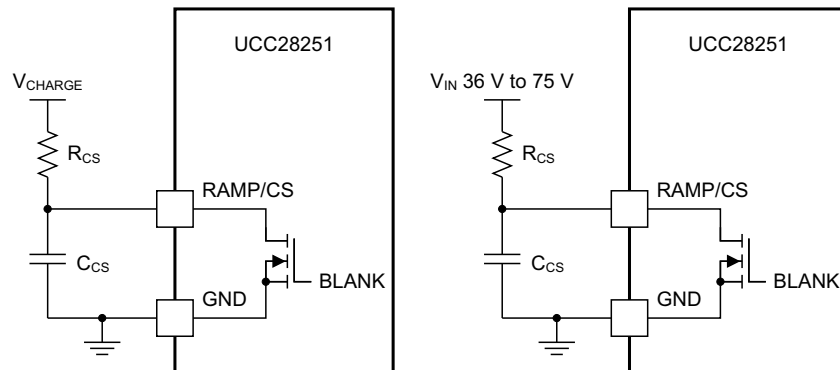 UCC28251
V_CHARGE
R_CS
RAMP/CS
C_CS
BLANK
GND
UCC28251
V_IN 36 V to 75 V
R_CS
RAMP/CS
C_CS
BLANK
GND